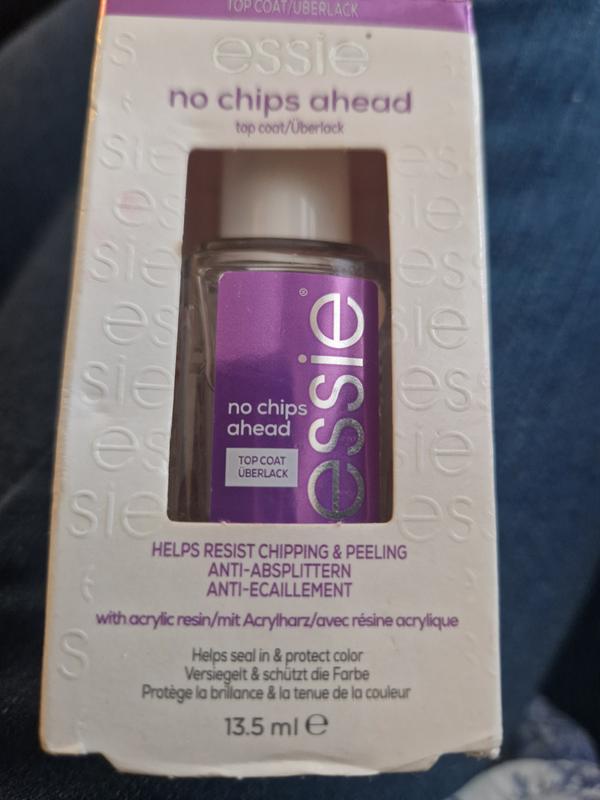 TOP COAT/ÜBERLACK
essie
no chips ahead
top coat/Überlack
essie®
no chips
ahead
TOP COAT
ÜBERLACK
HELPS RESIST CHIPPING & PEELING
ANTI-ABSPLITTERN
ANTI-ECAILLEMENT
with acrylic resin/mit Acrylharz/avec résine acrylique
Helps seal in & protect color
Versiegelt & schützt die Farbe
Protège la brillance & la tenue de la couleur
13.5 ml ℮